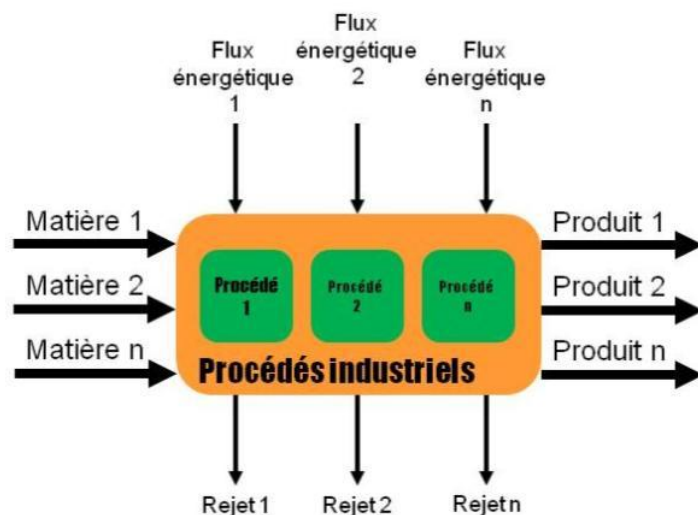 Flux
énergétique
1
Flux
énergétique
2
Flux
énergétique
n
Matière 1
Matière 2
Matière n
Procédé
1
Procédé
2
Procédé
n
Procédés industriels
Produit 1
Produit 2
Produit n
Rejet 1
Rejet 2
Rejet n